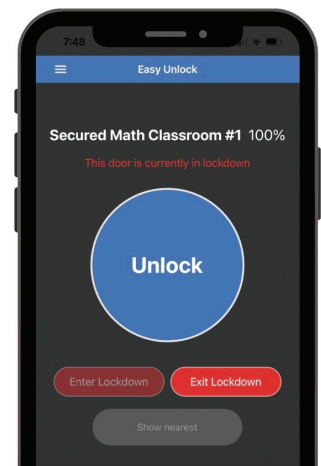 7:48
Easy Unlock
Secured Math Classroom #1 100%
This door is currently in lockdown
Unlock
Enter Lockdown Exit Lockdown
Show nearest